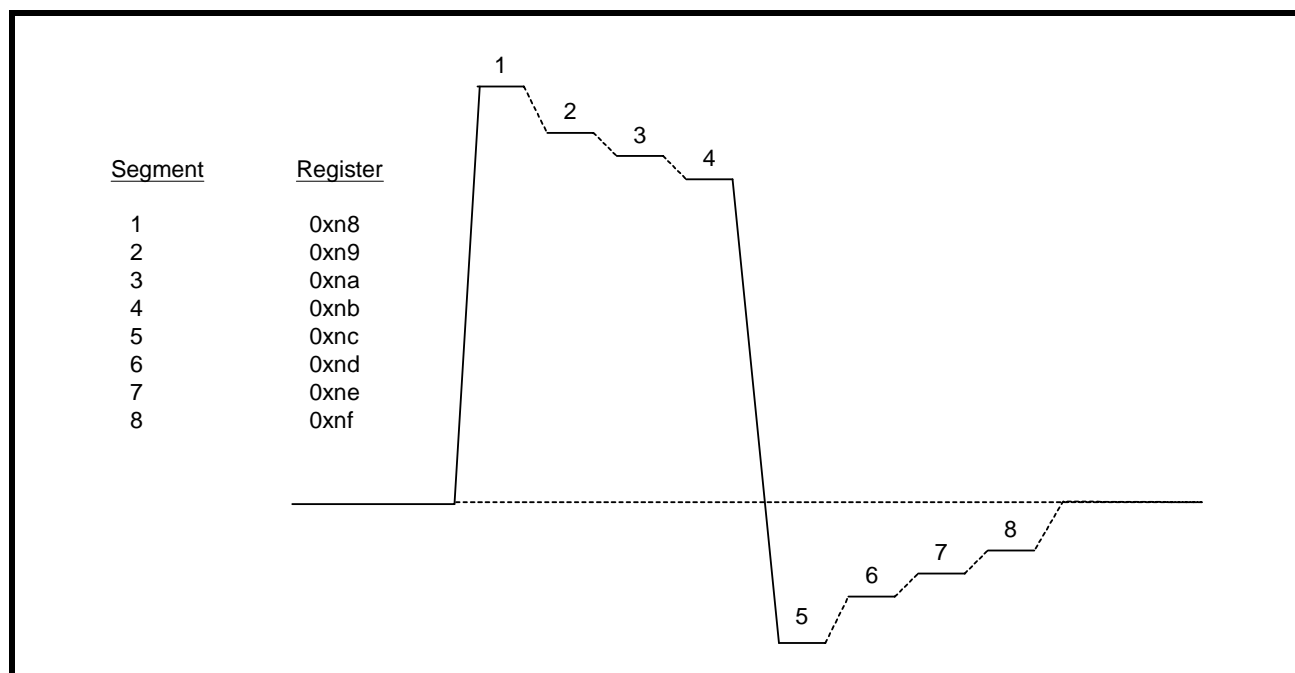 1
2
3
4
Segment Register
1 0xn8
2 0xn9
3 0xna
4 0xnb
5 0xnc
6 0xnd
7 0xne
8 0xnf
8
7
6
5